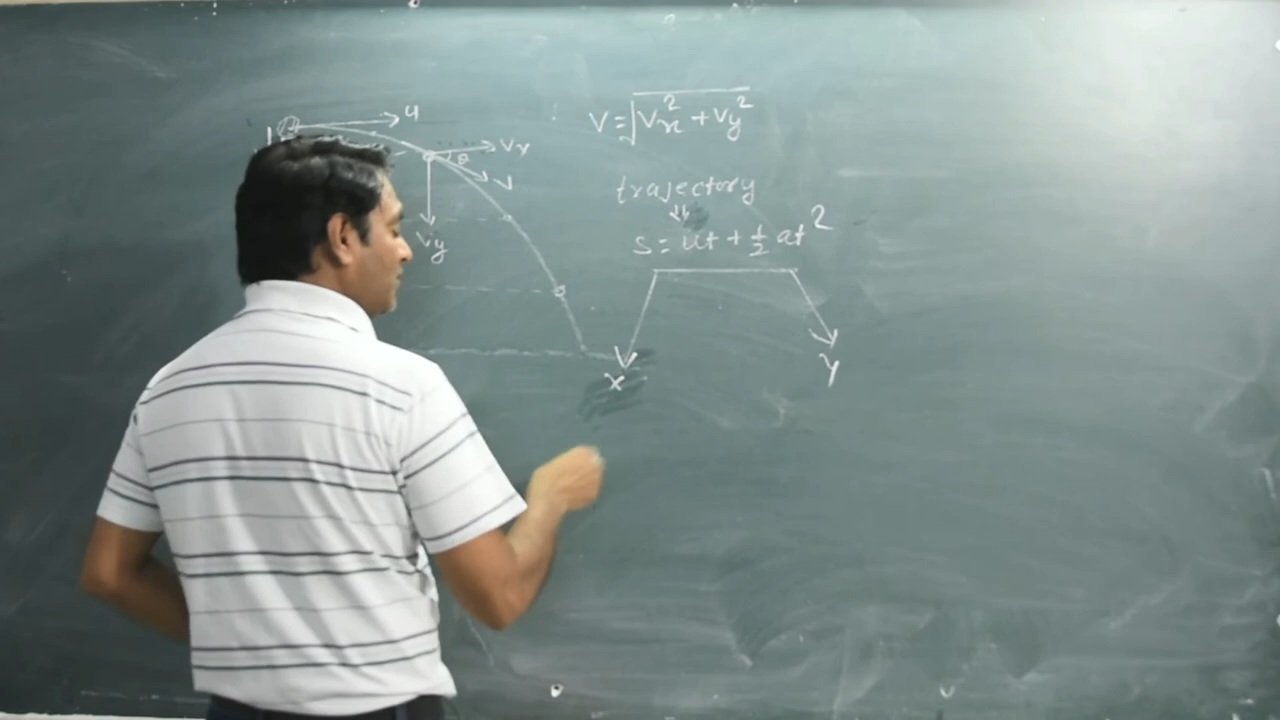 u
Vx
θ
V
Vy
V = √Vx² + Vy²
trajectory
S = ut + ½ at²
X
Y